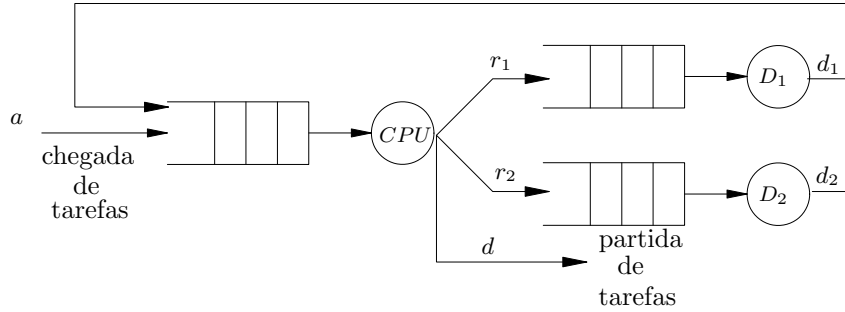 a
chegada
de
tarefas
CPU
r1
r2
d
D1
d1
D2
d2
partida
de
tarefas